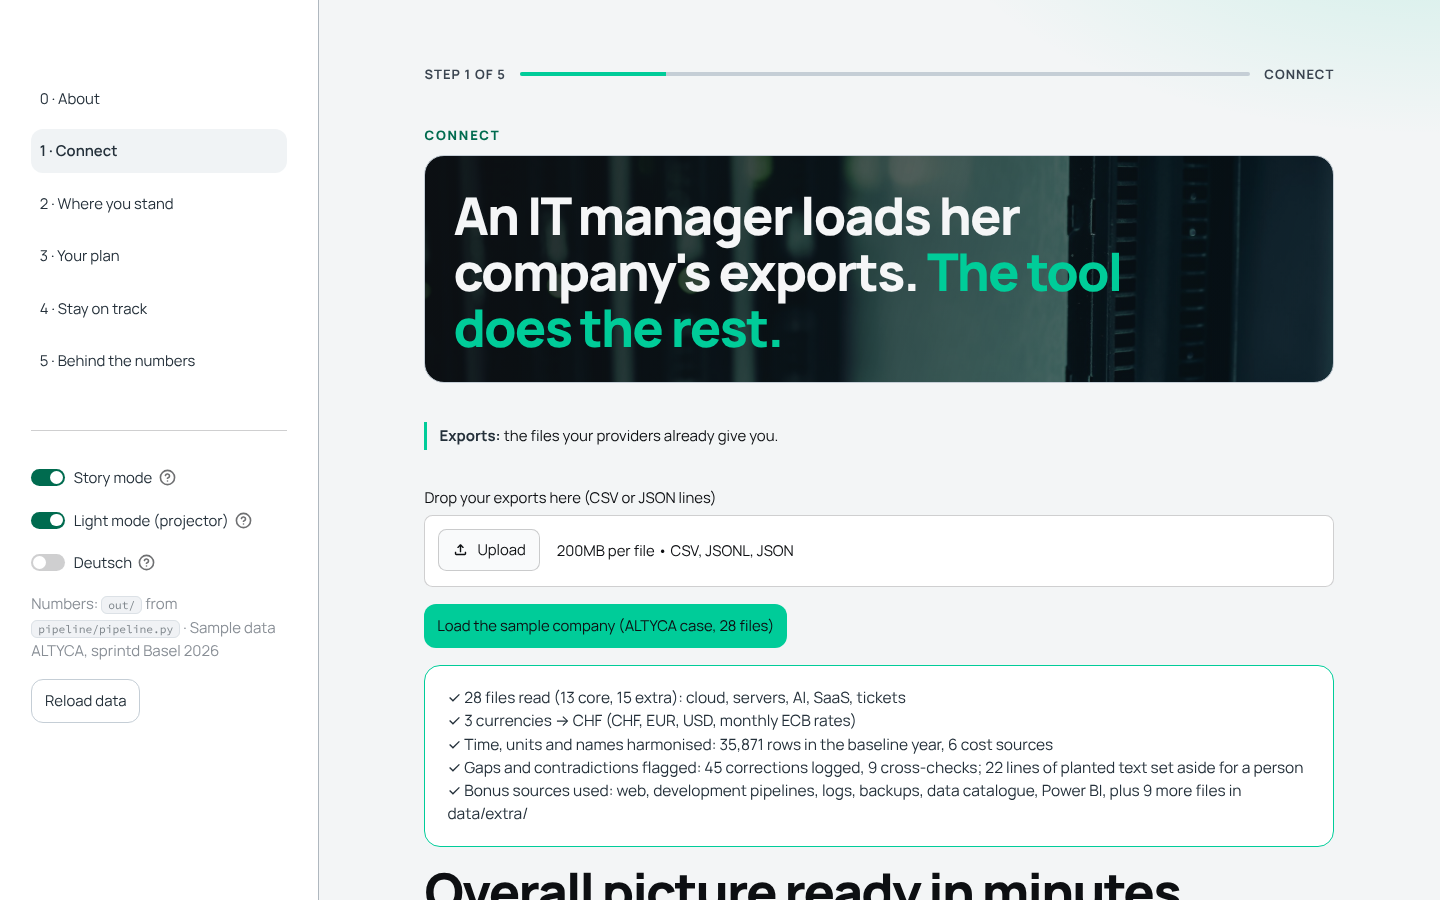 0 · About
1 · Connect
2 · Where you stand
3 · Your plan
4 · Stay on track
5 · Behind the numbers
Story mode
Light mode (projector)
Deutsch
Numbers: out/ from
pipeline/pipeline.py · Sample data
ALTYCA, sprintd Basel 2026
Reload data
STEP 1 OF 5
CONNECT
CONNECT
An IT manager loads her
company's exports. The tool
does the rest.
Exports: the files your providers already give you.
Drop your exports here (CSV or JSON lines)
Upload
200MB per file • CSV, JSONL, JSON
Load the sample company (ALTYCA case, 28 files)
✓ 28 files read (13 core, 15 extra): cloud, servers, AI, SaaS, tickets
✓ 3 currencies → CHF (CHF, EUR, USD, monthly ECB rates)
✓ Time, units and names harmonised: 35,871 rows in the baseline year, 6 cost sources
✓ Gaps and contradictions flagged: 45 corrections logged, 9 cross-checks; 22 lines of planted text set aside for a person
✓ Bonus sources used: web, development pipelines, logs, backups, data catalogue, Power BI, plus 9 more files in
data/extra/
Overall picture ready in minutes